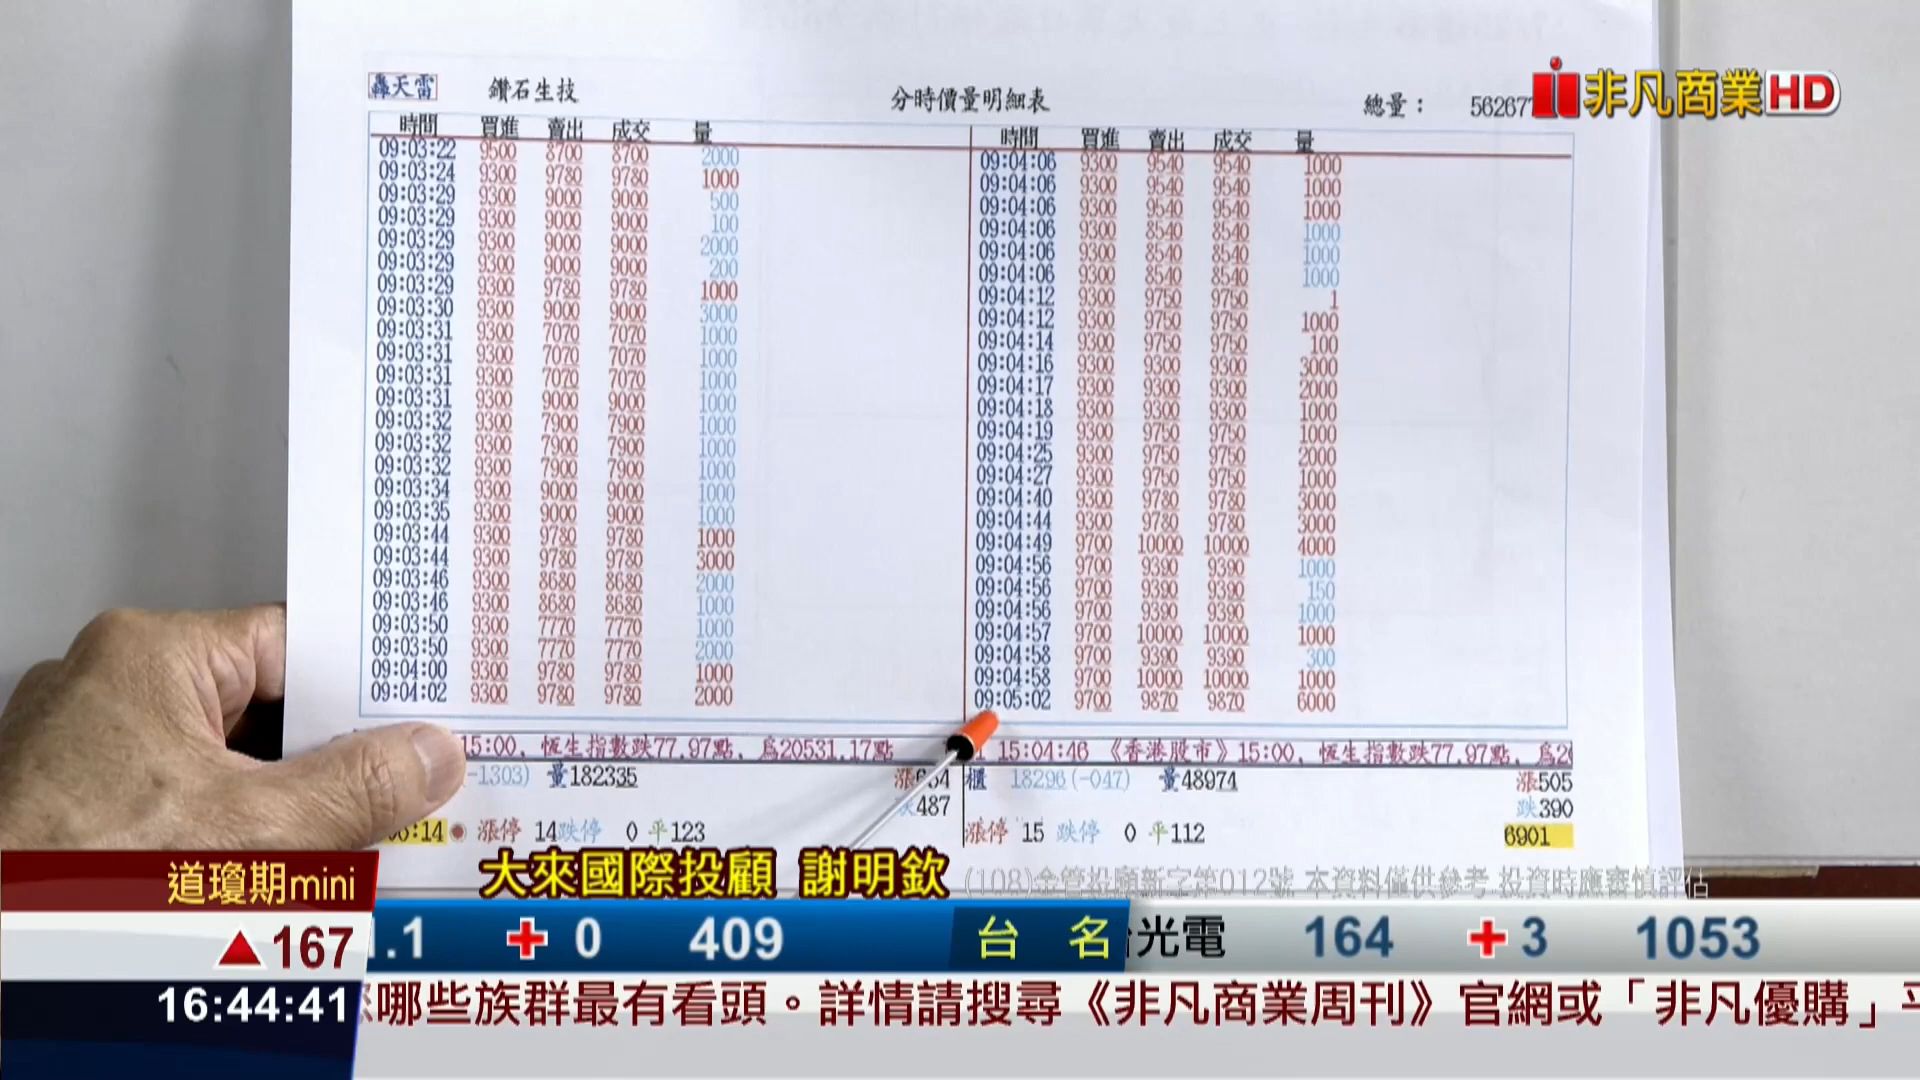 轟天雷 鑽石生技 分時價量明細表 總量： 56267
非凡商業HD
時間 買進 賣出 成交 量
09:03:22 9500 8700 8700 2000
09:03:24 9300 9780 9780 1000
09:03:29 9300 9000 9000 500
09:03:29 9300 9000 9000 100
09:03:29 9300 9000 9000 2000
09:03:29 9300 9000 9000 200
09:03:29 9300 9780 9780 1000
09:03:30 9300 9000 9000 3000
09:03:31 9300 7070 7070 1000
09:03:31 9300 7070 7070 1000
09:03:31 9300 7070 7070 1000
09:03:31 9300 9000 9000 1000
09:03:32 9300 7900 7900 1000
09:03:32 9300 7900 7900 1000
09:03:32 9300 7900 7900 1000
09:03:34 9300 9000 9000 1000
09:03:35 9300 9000 9000 1000
09:03:44 9300 9780 9780 1000
09:03:44 9300 9780 9780 3000
09:03:46 9300 8680 8680 2000
09:03:46 9300 8680 8680 1000
09:03:50 9300 7770 7770 1000
09:03:50 9300 7770 7770 2000
09:04:00 9300 9780 9780 1000
09:04:02 9300 9780 9780 2000
時間 買進 賣出 成交 量
09:04:06 9300 9540 9540 1000
09:04:06 9300 9540 9540 1000
09:04:06 9300 9540 9540 1000
09:04:06 9300 8540 8540 1000
09:04:06 9300 8540 8540 1000
09:04:06 9300 8540 8540 1000
09:04:12 9300 9750 9750 1
09:04:12 9300 9750 9750 1000
09:04:14 9300 9750 9750 100
09:04:16 9300 9300 9300 3000
09:04:17 9300 9300 9300 2000
09:04:18 9300 9300 9300 1000
09:04:19 9300 9750 9750 1000
09:04:25 9300 9750 9750 2000
09:04:27 9300 9750 9750 1000
09:04:40 9300 9780 9780 3000
09:04:44 9300 9780 9780 3000
09:04:49 9700 10000 10000 4000
09:04:56 9700 9390 9390 1000
09:04:56 9700 9390 9390 150
09:04:56 9700 9390 9390 1000
09:04:57 9700 10000 10000 1000
09:04:58 9700 9390 9390 300
09:04:58 9700 10000 10000 1000
09:05:02 9700 9870 9870 6000
15:00, 恆生指數跌77.97點, 為20531.17點
1 15:04:46 《香港股市》15:00, 恆生指數跌77.97點, 為20
-1303) 量182335
櫃 18296(-047) 量48974 漲505
487
跌390
:14 漲停 14 跌停 0 平123
漲停 15 跌停 0 平112 6901
大來國際投顧 謝明欽
(108)金管投顧新字第012號 本資料僅供參考 投資時應審慎評估
道瓊期mini
▲167
16:44:41
.1 + 0 409 台 名 光電 164 + 3 1053
哪些族群最有看頭。詳情請搜尋《非凡商業周刊》官網或「非凡優購」